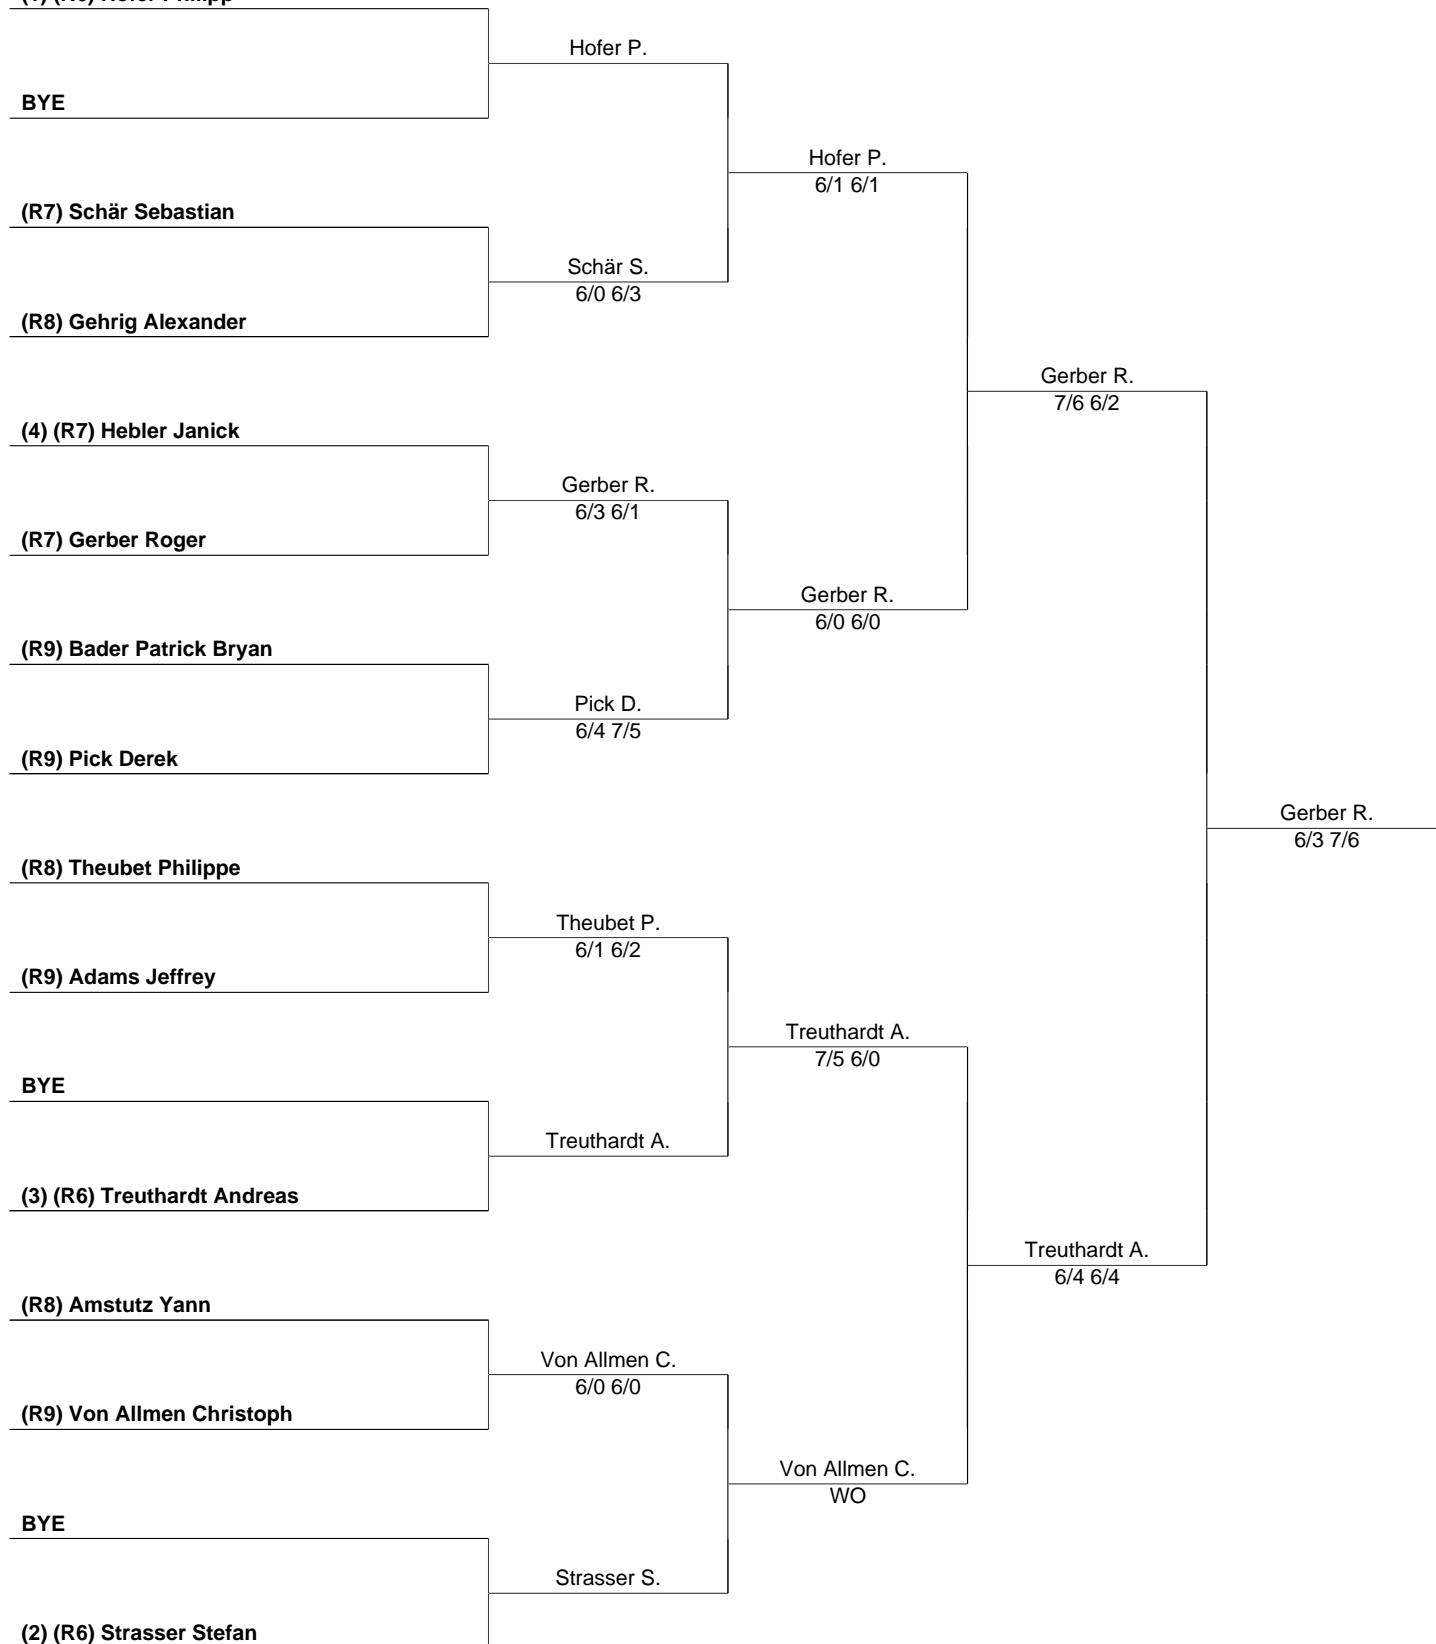 Hofer P.
BYE
Hofer P.
6/1 6/1
(R7) Schär Sebastian
Schär S.
6/0 6/3
(R8) Gehrig Alexander
Gerber R.
7/6 6/2
(4) (R7) Hebler Janick
Gerber R.
6/3 6/1
(R7) Gerber Roger
Gerber R.
6/0 6/0
(R9) Bader Patrick Bryan
Pick D.
6/4 7/5
(R9) Pick Derek
Gerber R.
6/3 7/6
(R8) Theubet Philippe
Theubet P.
6/1 6/2
(R9) Adams Jeffrey
Treuthardt A.
7/5 6/0
BYE
Treuthardt A.
(3) (R6) Treuthardt Andreas
Treuthardt A.
6/4 6/4
(R8) Amstutz Yann
Von Allmen C.
6/0 6/0
(R9) Von Allmen Christoph
Von Allmen C.
WO
BYE
Strasser S.
(2) (R6) Strasser Stefan